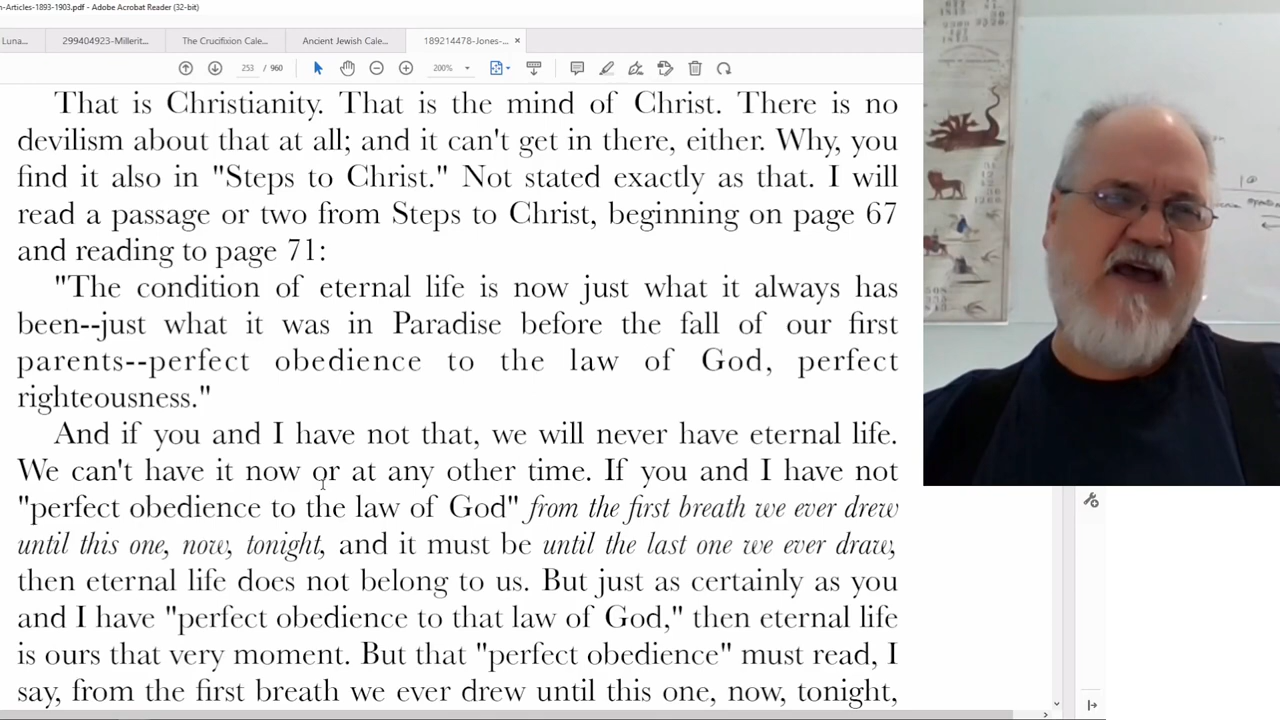 n-Articles-1893-1903.pdf - Adobe Acrobat Reader (32-bit)
Luna... 299404923-Millerit... The Crucifixion Cale... Ancient Jewish Cale... 189214478-Jones-... ×
253 / 960 200%
That is Christianity. That is the mind of Christ. There is no
devilism about that at all; and it can't get in there, either. Why, you
find it also in "Steps to Christ." Not stated exactly as that. I will
read a passage or two from Steps to Christ, beginning on page 67
and reading to page 71:
"The condition of eternal life is now just what it always has
been--just what it was in Paradise before the fall of our first
parents--perfect obedience to the law of God, perfect
righteousness."
And if you and I have not that, we will never have eternal life.
We can't have it now or at any other time. If you and I have not
"perfect obedience to the law of God" from the first breath we ever drew
until this one, now, tonight, and it must be until the last one we ever draw,
then eternal life does not belong to us. But just as certainly as you
and I have "perfect obedience to that law of God," then eternal life
is ours that very moment. But that "perfect obedience" must read, I
say, from the first breath we ever drew until this one, now, tonight,